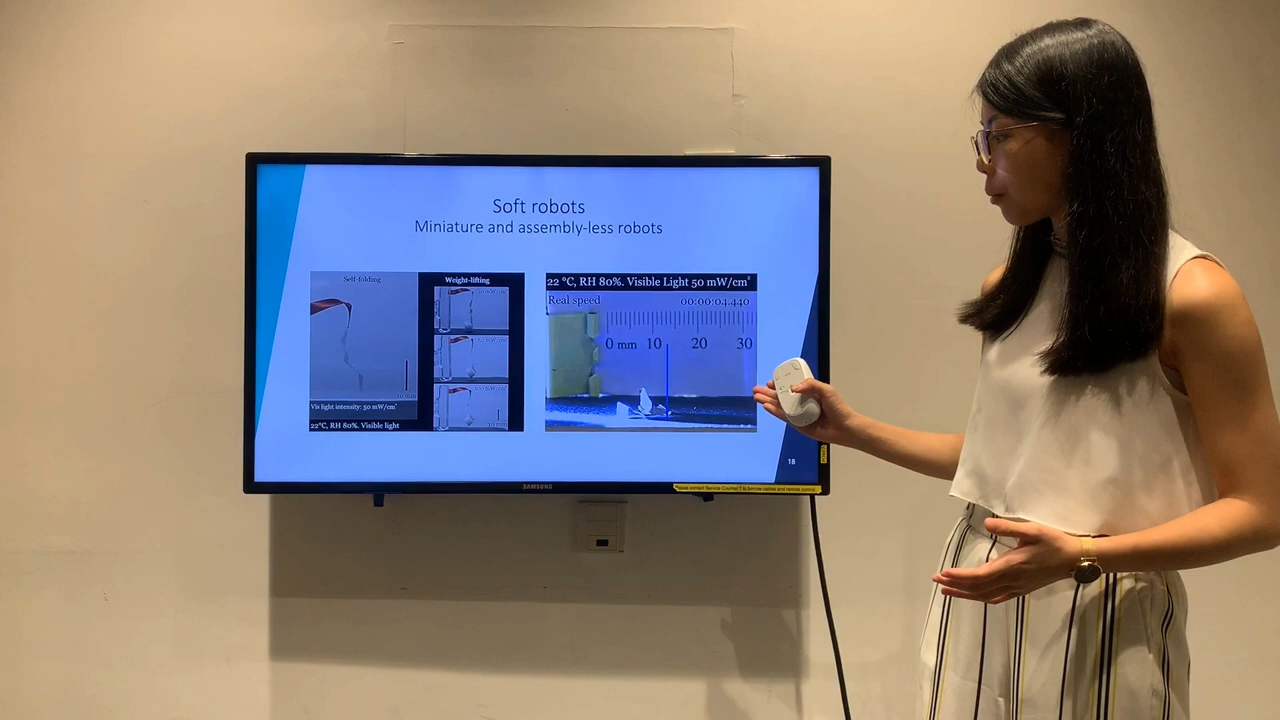 Soft robots
Miniature and assembly-less robots
Self-folding
Weight-lifting
10 mm
Vis light intensity: 50 mW/cm²
22°C, RH 80%. Visible light
22 °C, RH 80%. Visible Light 50 mW/cm²
Real speed
00:00:04.440
0 mm 10 20 30
18
SAMSUNG